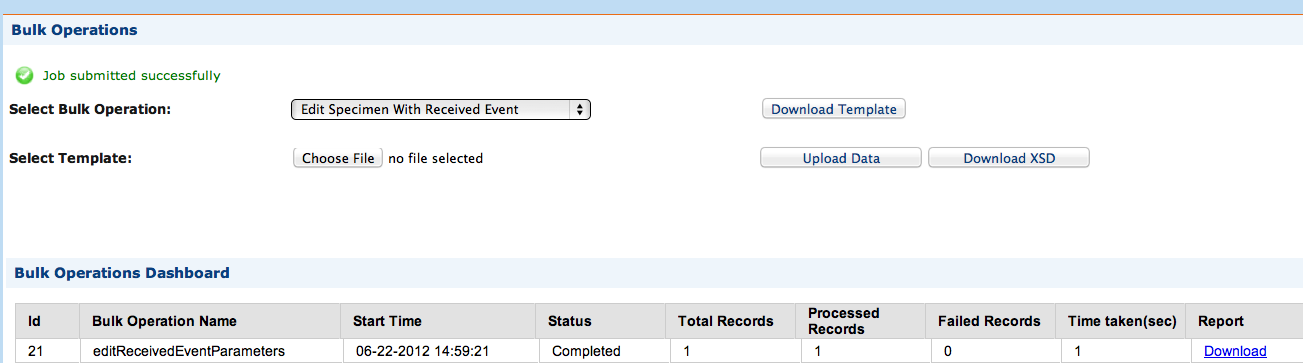 Bulk Operations
Job submitted successfully
Select Bulk Operation: Edit Specimen With Received Event Download Template
Select Template: Choose File no file selected Upload Data Download XSD
Bulk Operations Dashboard
Id Bulk Operation Name Start Time Status Total Records Processed Records Failed Records Time taken(sec) Report
21 editReceivedEventParameters 06-22-2012 14:59:21 Completed 1 1 0 1 Download